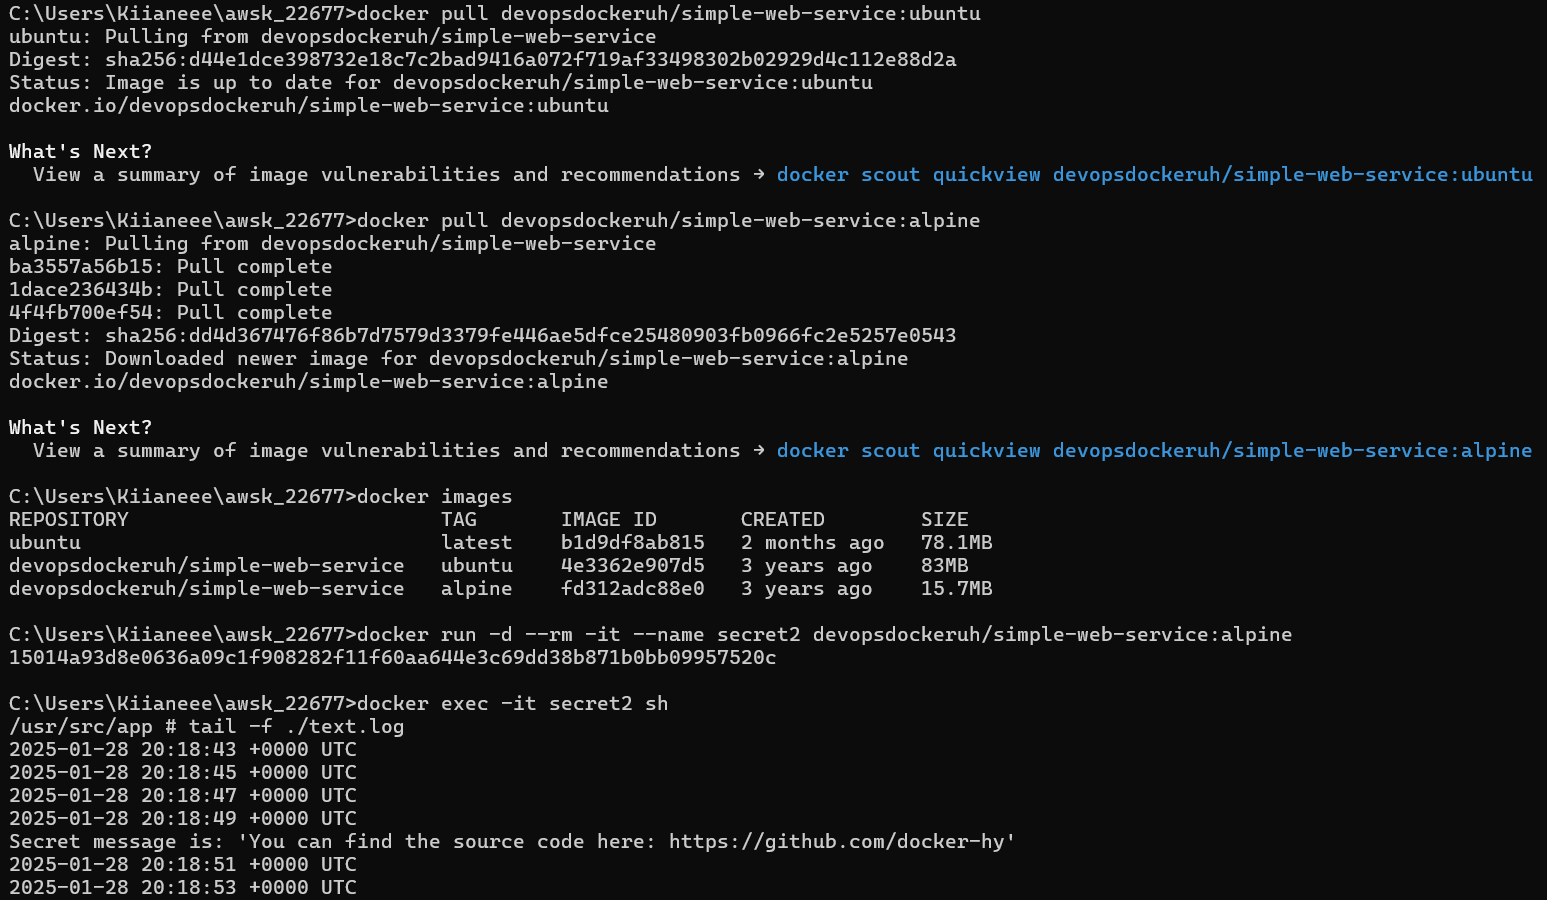 C:\Users\Kiianeee\awsk_22677>docker pull devopsdockeruh/simple-web-service:ubuntu
ubuntu: Pulling from devopsdockeruh/simple-web-service
Digest: sha256:d44e1dce398732e18c7c2bad9416a072f719af33498302b02929d4c112e88d2a
Status: Image is up to date for devopsdockeruh/simple-web-service:ubuntu
docker.io/devopsdockeruh/simple-web-service:ubuntu
What's Next?
  View a summary of image vulnerabilities and recommendations → docker scout quickview devopsdockeruh/simple-web-service:ubuntu
C:\Users\Kiianeee\awsk_22677>docker pull devopsdockeruh/simple-web-service:alpine
alpine: Pulling from devopsdockeruh/simple-web-service
ba3557a56b15: Pull complete
1dace236434b: Pull complete
4f4fb700ef54: Pull complete
Digest: sha256:dd4d367476f86b7d7579d3379fe446ae5dfce25480903fb0966fc2e5257e0543
Status: Downloaded newer image for devopsdockeruh/simple-web-service:alpine
docker.io/devopsdockeruh/simple-web-service:alpine
What's Next?
  View a summary of image vulnerabilities and recommendations → docker scout quickview devopsdockeruh/simple-web-service:alpine
C:\Users\Kiianeee\awsk_22677>docker images
REPOSITORY                          TAG       IMAGE ID       CREATED        SIZE
ubuntu                              latest    b1d9df8ab815   2 months ago   78.1MB
devopsdockeruh/simple-web-service   ubuntu    4e3362e907d5   3 years ago    83MB
devopsdockeruh/simple-web-service   alpine    fd312adc88e0   3 years ago    15.7MB
C:\Users\Kiianeee\awsk_22677>docker run -d --rm -it --name secret2 devopsdockeruh/simple-web-service:alpine
15014a93d8e0636a09c1f908282f11f60aa644e3c69dd38b871b0bb09957520c
C:\Users\Kiianeee\awsk_22677>docker exec -it secret2 sh
/usr/src/app # tail -f ./text.log
2025-01-28 20:18:43 +0000 UTC
2025-01-28 20:18:45 +0000 UTC
2025-01-28 20:18:47 +0000 UTC
2025-01-28 20:18:49 +0000 UTC
Secret message is: 'You can find the source code here: https://github.com/docker-hy'
2025-01-28 20:18:51 +0000 UTC
2025-01-28 20:18:53 +0000 UTC